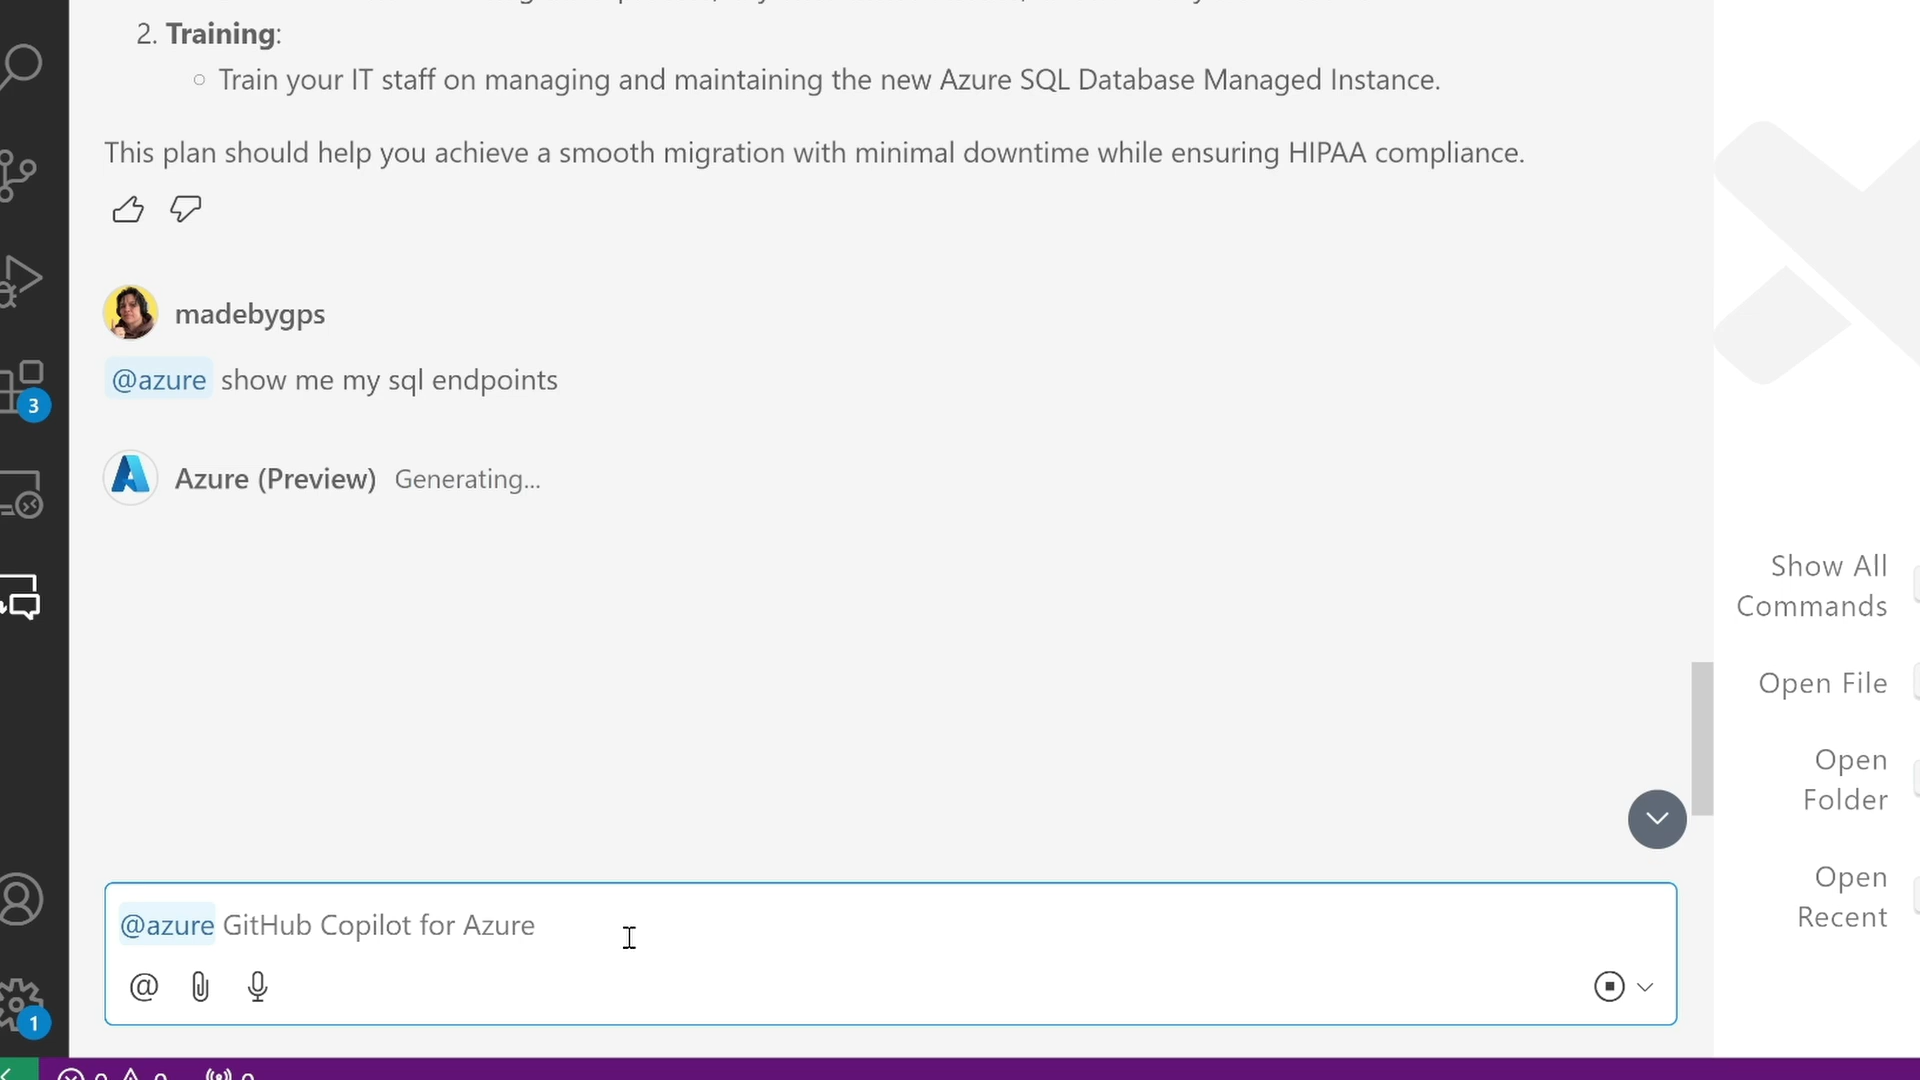 2. Training:
○ Train your IT staff on managing and maintaining the new Azure SQL Database Managed Instance.
This plan should help you achieve a smooth migration with minimal downtime while ensuring HIPAA compliance.
madebygps
@azure show me my sql endpoints
Azure (Preview) Generating...
3
Show All
Commands
Open File
Open
Folder
Open
Recent
@azure GitHub Copilot for Azure
1